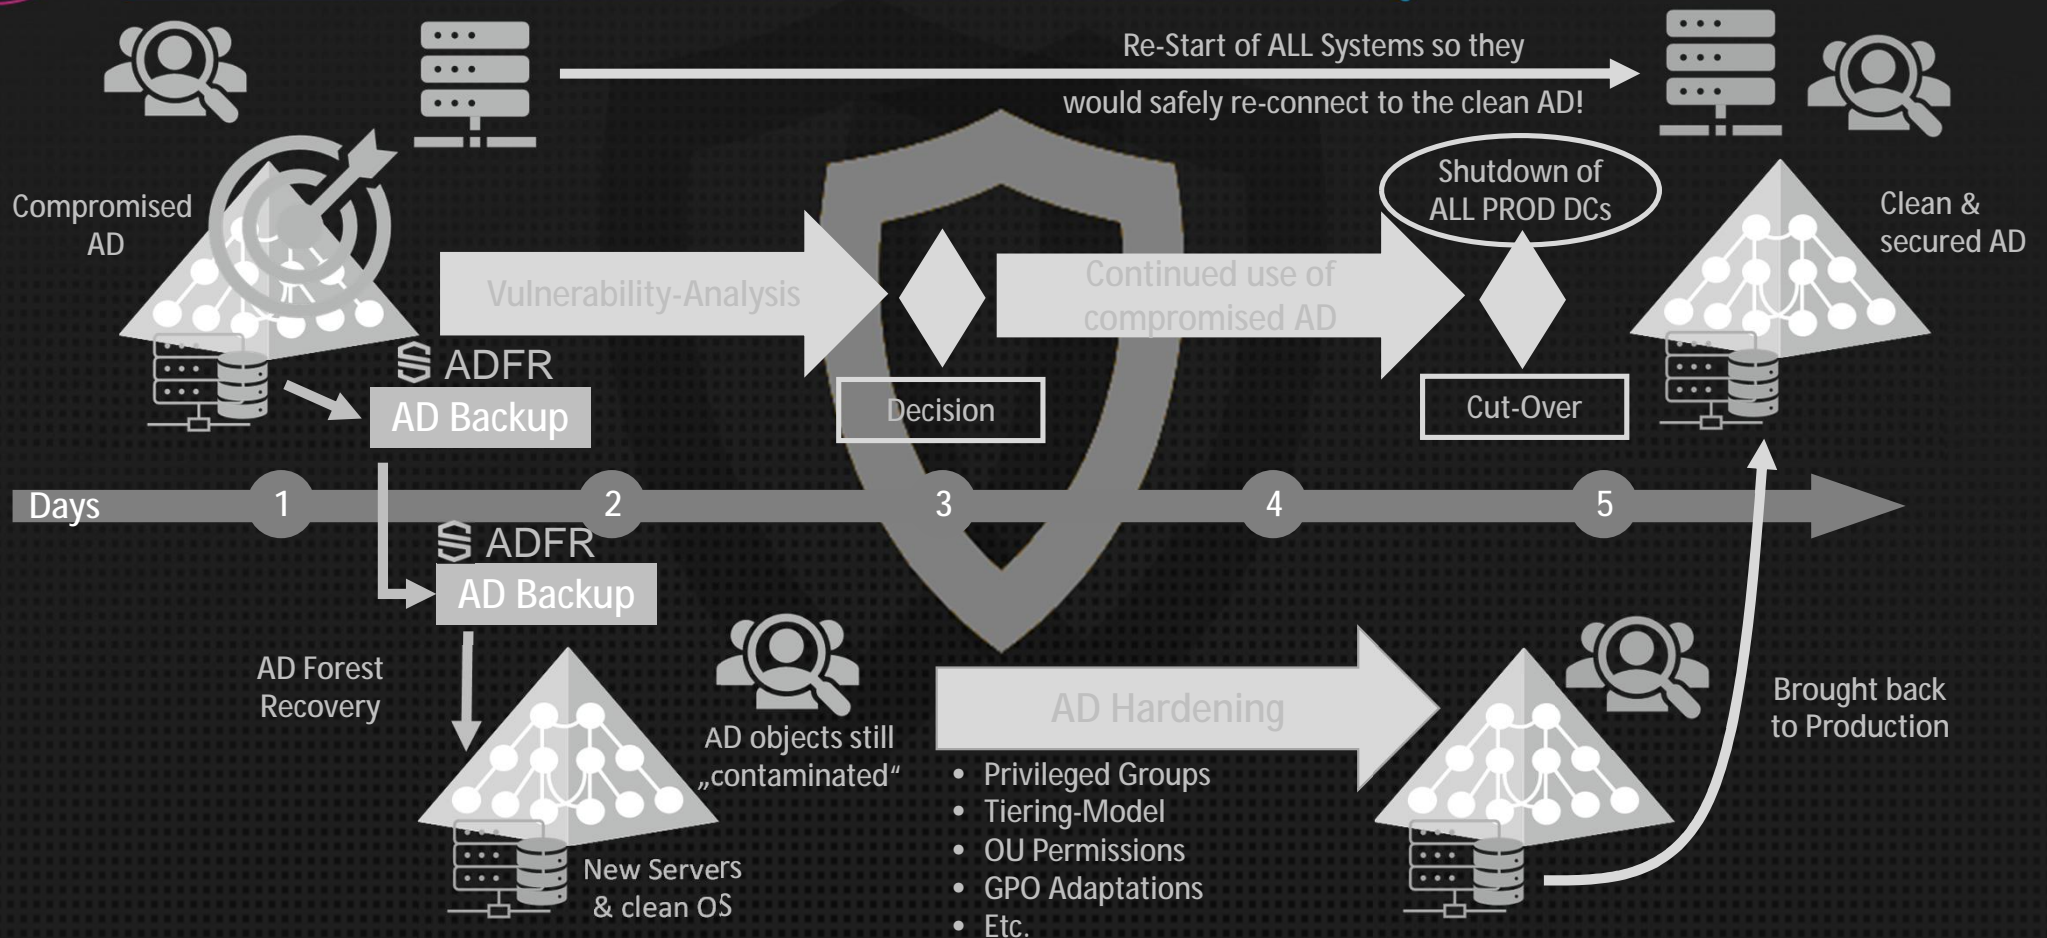 Re-Start of ALL Systems so they
would safely re-connect to the clean AD!
Compromised
AD
Shutdown of
ALL PROD DCs
Clean &
secured AD
Vulnerability-Analysis
Continued use of
compromised AD
ADFR
AD Backup
Decision
Cut-Over
Days
1
2
3
4
5
ADFR
AD Backup
AD Forest
Recovery
AD objects still
„contaminated“
New Servers
& clean OS
AD Hardening
• Privileged Groups
• Tiering-Model
• OU Permissions
• GPO Adaptations
• Etc.
Brought back
to Production